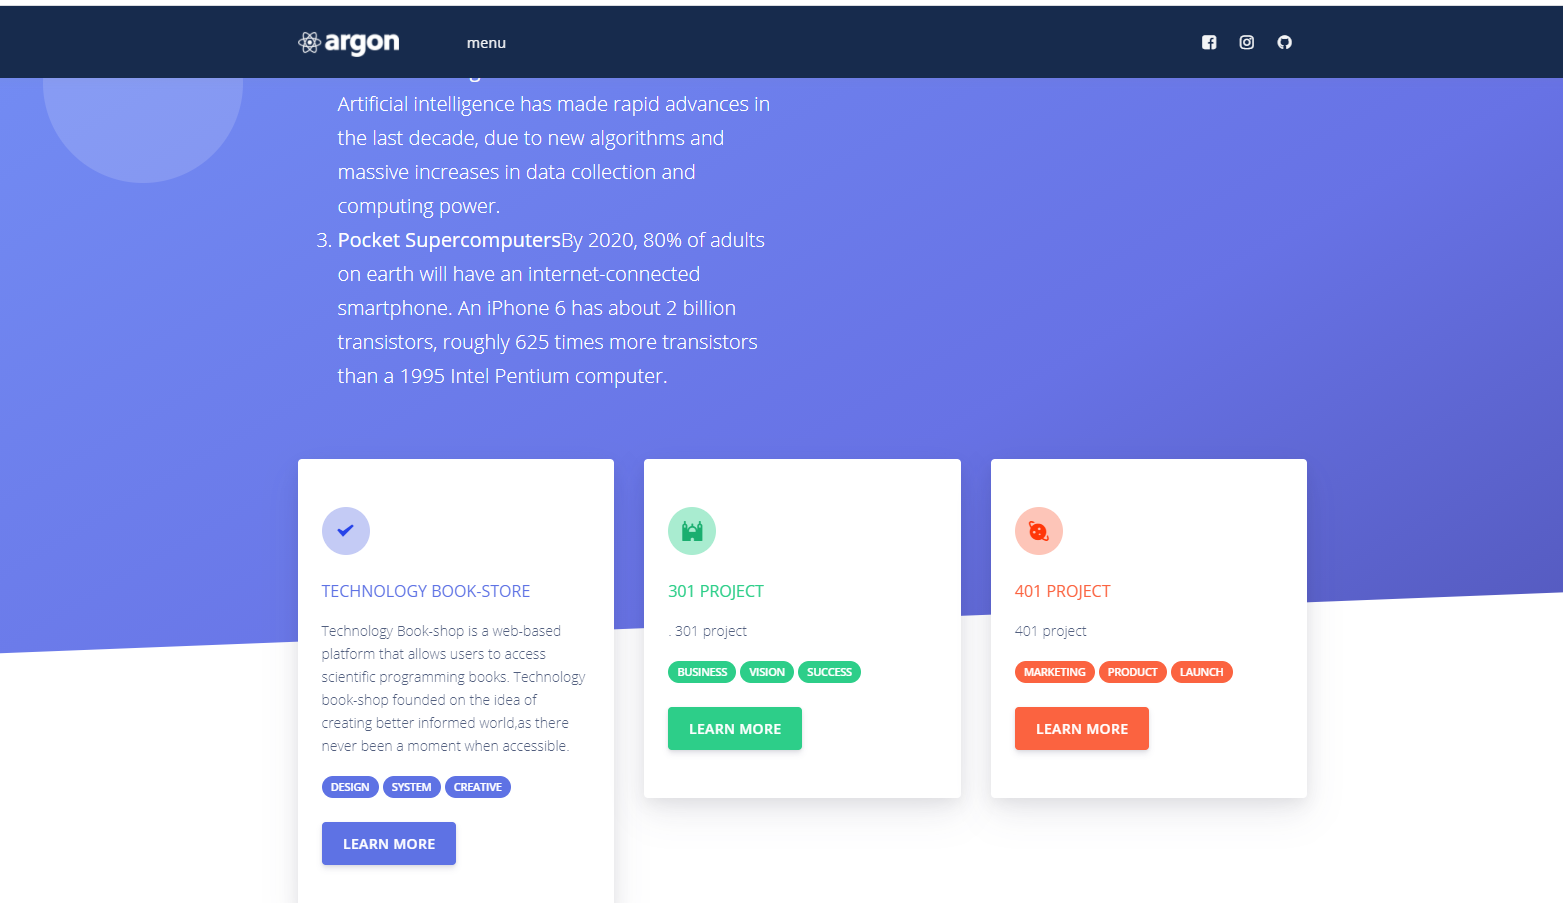 argon
menu
Artificial intelligence has made rapid advances in
the last decade, due to new algorithms and
massive increases in data collection and
computing power.
3. Pocket SupercomputersBy 2020, 80% of adults
on earth will have an internet-connected
smartphone. An iPhone 6 has about 2 billion
transistors, roughly 625 times more transistors
than a 1995 Intel Pentium computer.
TECHNOLOGY BOOK-STORE
Technology Book-shop is a web-based
platform that allows users to access
scientific programming books. Technology
book-shop founded on the idea of
creating better informed world,as there
never been a moment when accessible.
DESIGN SYSTEM CREATIVE
LEARN MORE
301 PROJECT
. 301 project
BUSINESS VISION SUCCESS
LEARN MORE
401 PROJECT
401 project
MARKETING PRODUCT LAUNCH
LEARN MORE